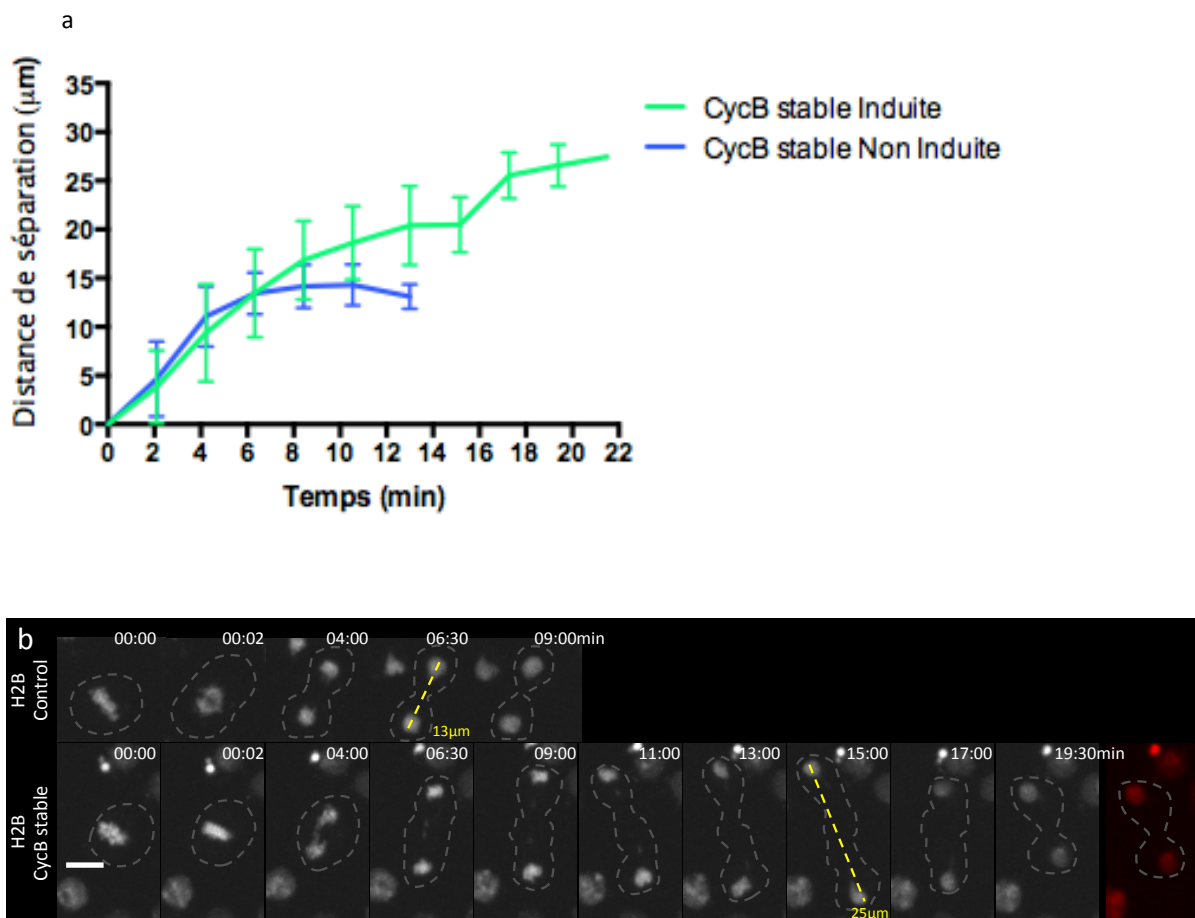 a
Distance de séparation (µm)
35
30
25
20
15
10
5
0
0 2 4 6 8 10 12 14 16 18 20 22
Temps (min)
CycB stable Induite
CycB stable Non Induite
b
H2B
Control
00:00 00:02 04:00 06:30 09:00min
13µm
H2B
CycB stable
00:00 00:02 04:00 06:30 09:00 11:00 13:00 15:00 17:00 19:30min
25µm